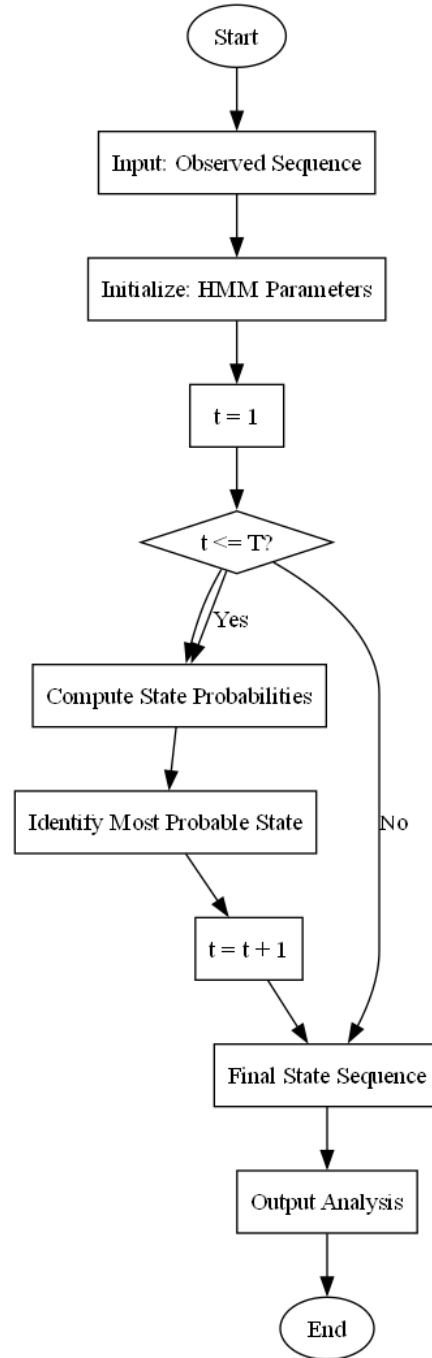 Start
Input: Observed Sequence
Initialize: HMM Parameters
t = 1
t <= T?
Yes
Compute State Probabilities
Identify Most Probable State
No
t = t + 1
Final State Sequence
Output Analysis
End